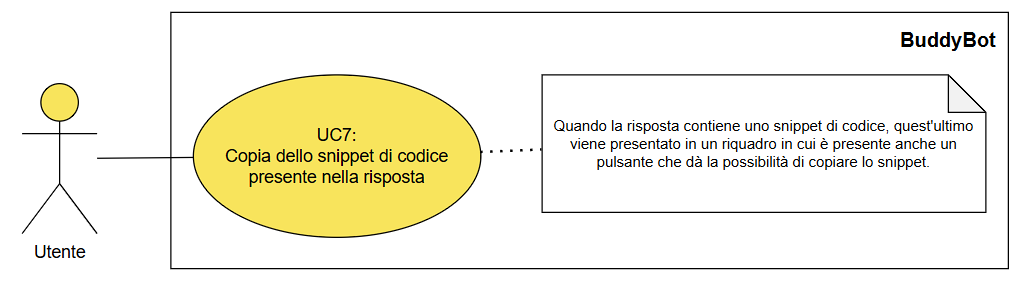 BuddyBot
UC7:
Copia dello snippet di codice
presente nella risposta
Quando la risposta contiene uno snippet di codice, quest'ultimo
viene presentato in un riquadro in cui è presente anche un
pulsante che dà la possibilità di copiare lo snippet.
Utente